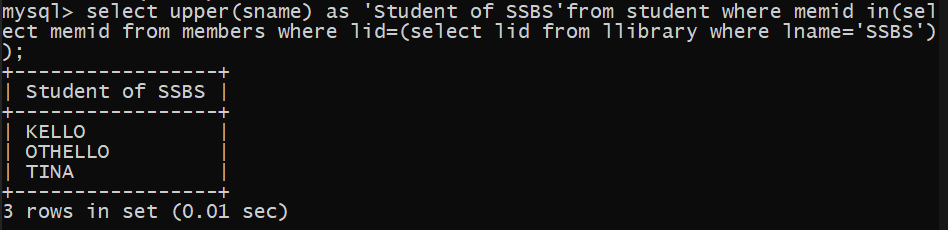 mysql> select upper(sname) as 'Student of SSBS'from student where memid in(sel
ect memid from members where lid=(select lid from llibrary where lname='SSBS')
);
+-----------------+
| Student of SSBS |
+-----------------+
| KELLO           |
| OTHELLO         |
| TINA            |
+-----------------+
3 rows in set (0.01 sec)